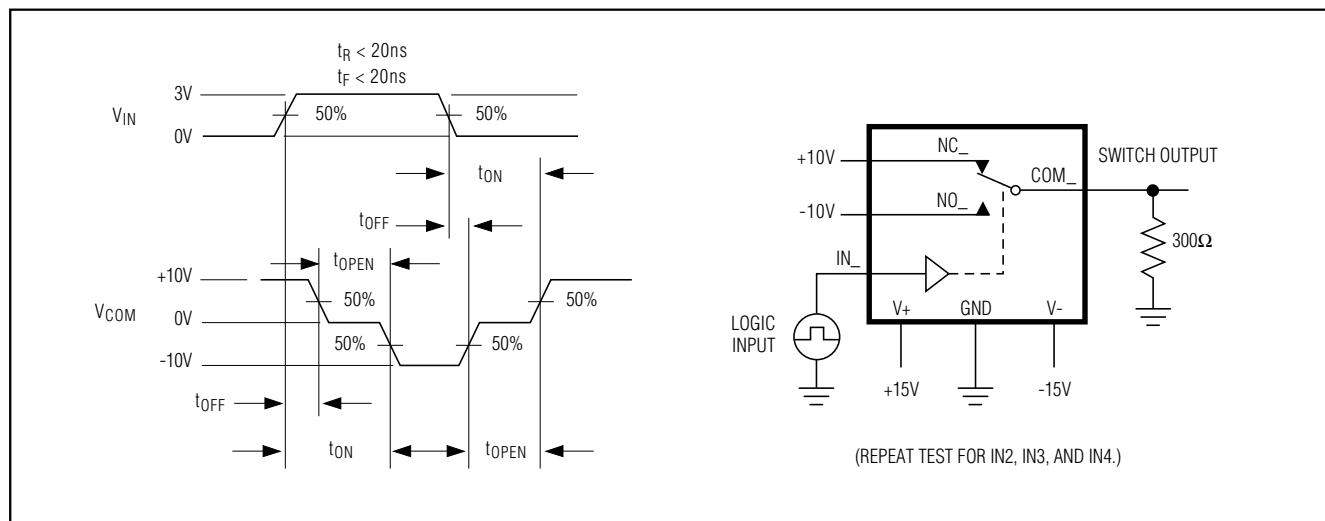 tR < 20ns
tF < 20ns
3V
VIN
50%
50%
0V
tON
tOFF
tOPEN
+10V
50%
50%
VCOM
0V
50%
50%
-10V
tOFF
tON
tOPEN
NC_
SWITCH OUTPUT
+10V
COM_
NO_
-10V
300Ω
IN_
V+
GND
V-
LOGIC
INPUT
+15V
-15V
(REPEAT TEST FOR IN2, IN3, AND IN4.)